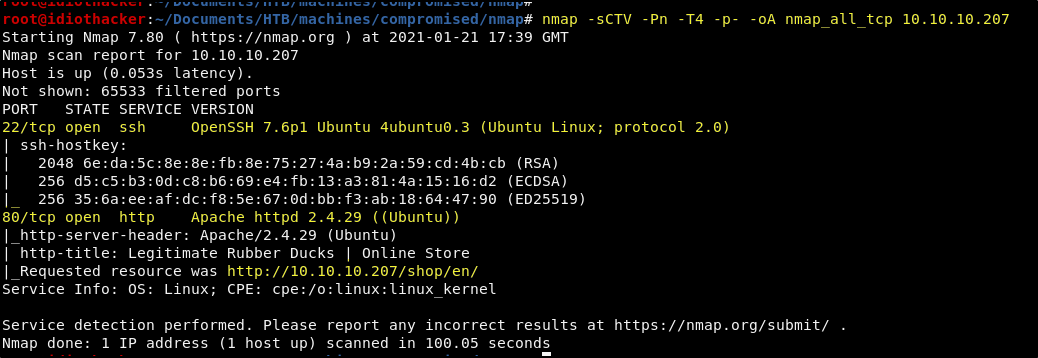 root@idiothacker:~/Documents/HTB/machines/compromised/nmap#
root@idiothacker:~/Documents/HTB/machines/compromised/nmap# nmap -sCTV -Pn -T4 -p- -oA nmap_all_tcp 10.10.10.207
Starting Nmap 7.80 ( https://nmap.org ) at 2021-01-21 17:39 GMT
Nmap scan report for 10.10.10.207
Host is up (0.053s latency).
Not shown: 65533 filtered ports
PORT   STATE SERVICE VERSION
22/tcp open  ssh     OpenSSH 7.6p1 Ubuntu 4ubuntu0.3 (Ubuntu Linux; protocol 2.0)
| ssh-hostkey:
|   2048 6e:da:5c:8e:8e:fb:8e:75:27:4a:b9:2a:59:cd:4b:cb (RSA)
|   256 d5:c5:b3:0d:c8:b6:69:e4:fb:13:a3:81:4a:15:16:d2 (ECDSA)
|_  256 35:6a:ee:af:dc:f8:5e:67:0d:bb:f3:ab:18:64:47:90 (ED25519)
80/tcp open  http    Apache httpd 2.4.29 ((Ubuntu))
|_http-server-header: Apache/2.4.29 (Ubuntu)
| http-title: Legitimate Rubber Ducks | Online Store
|_Requested resource was http://10.10.10.207/shop/en/
Service Info: OS: Linux; CPE: cpe:/o:linux:linux_kernel

Service detection performed. Please report any incorrect results at https://nmap.org/submit/ .
Nmap done: 1 IP address (1 host up) scanned in 100.05 seconds